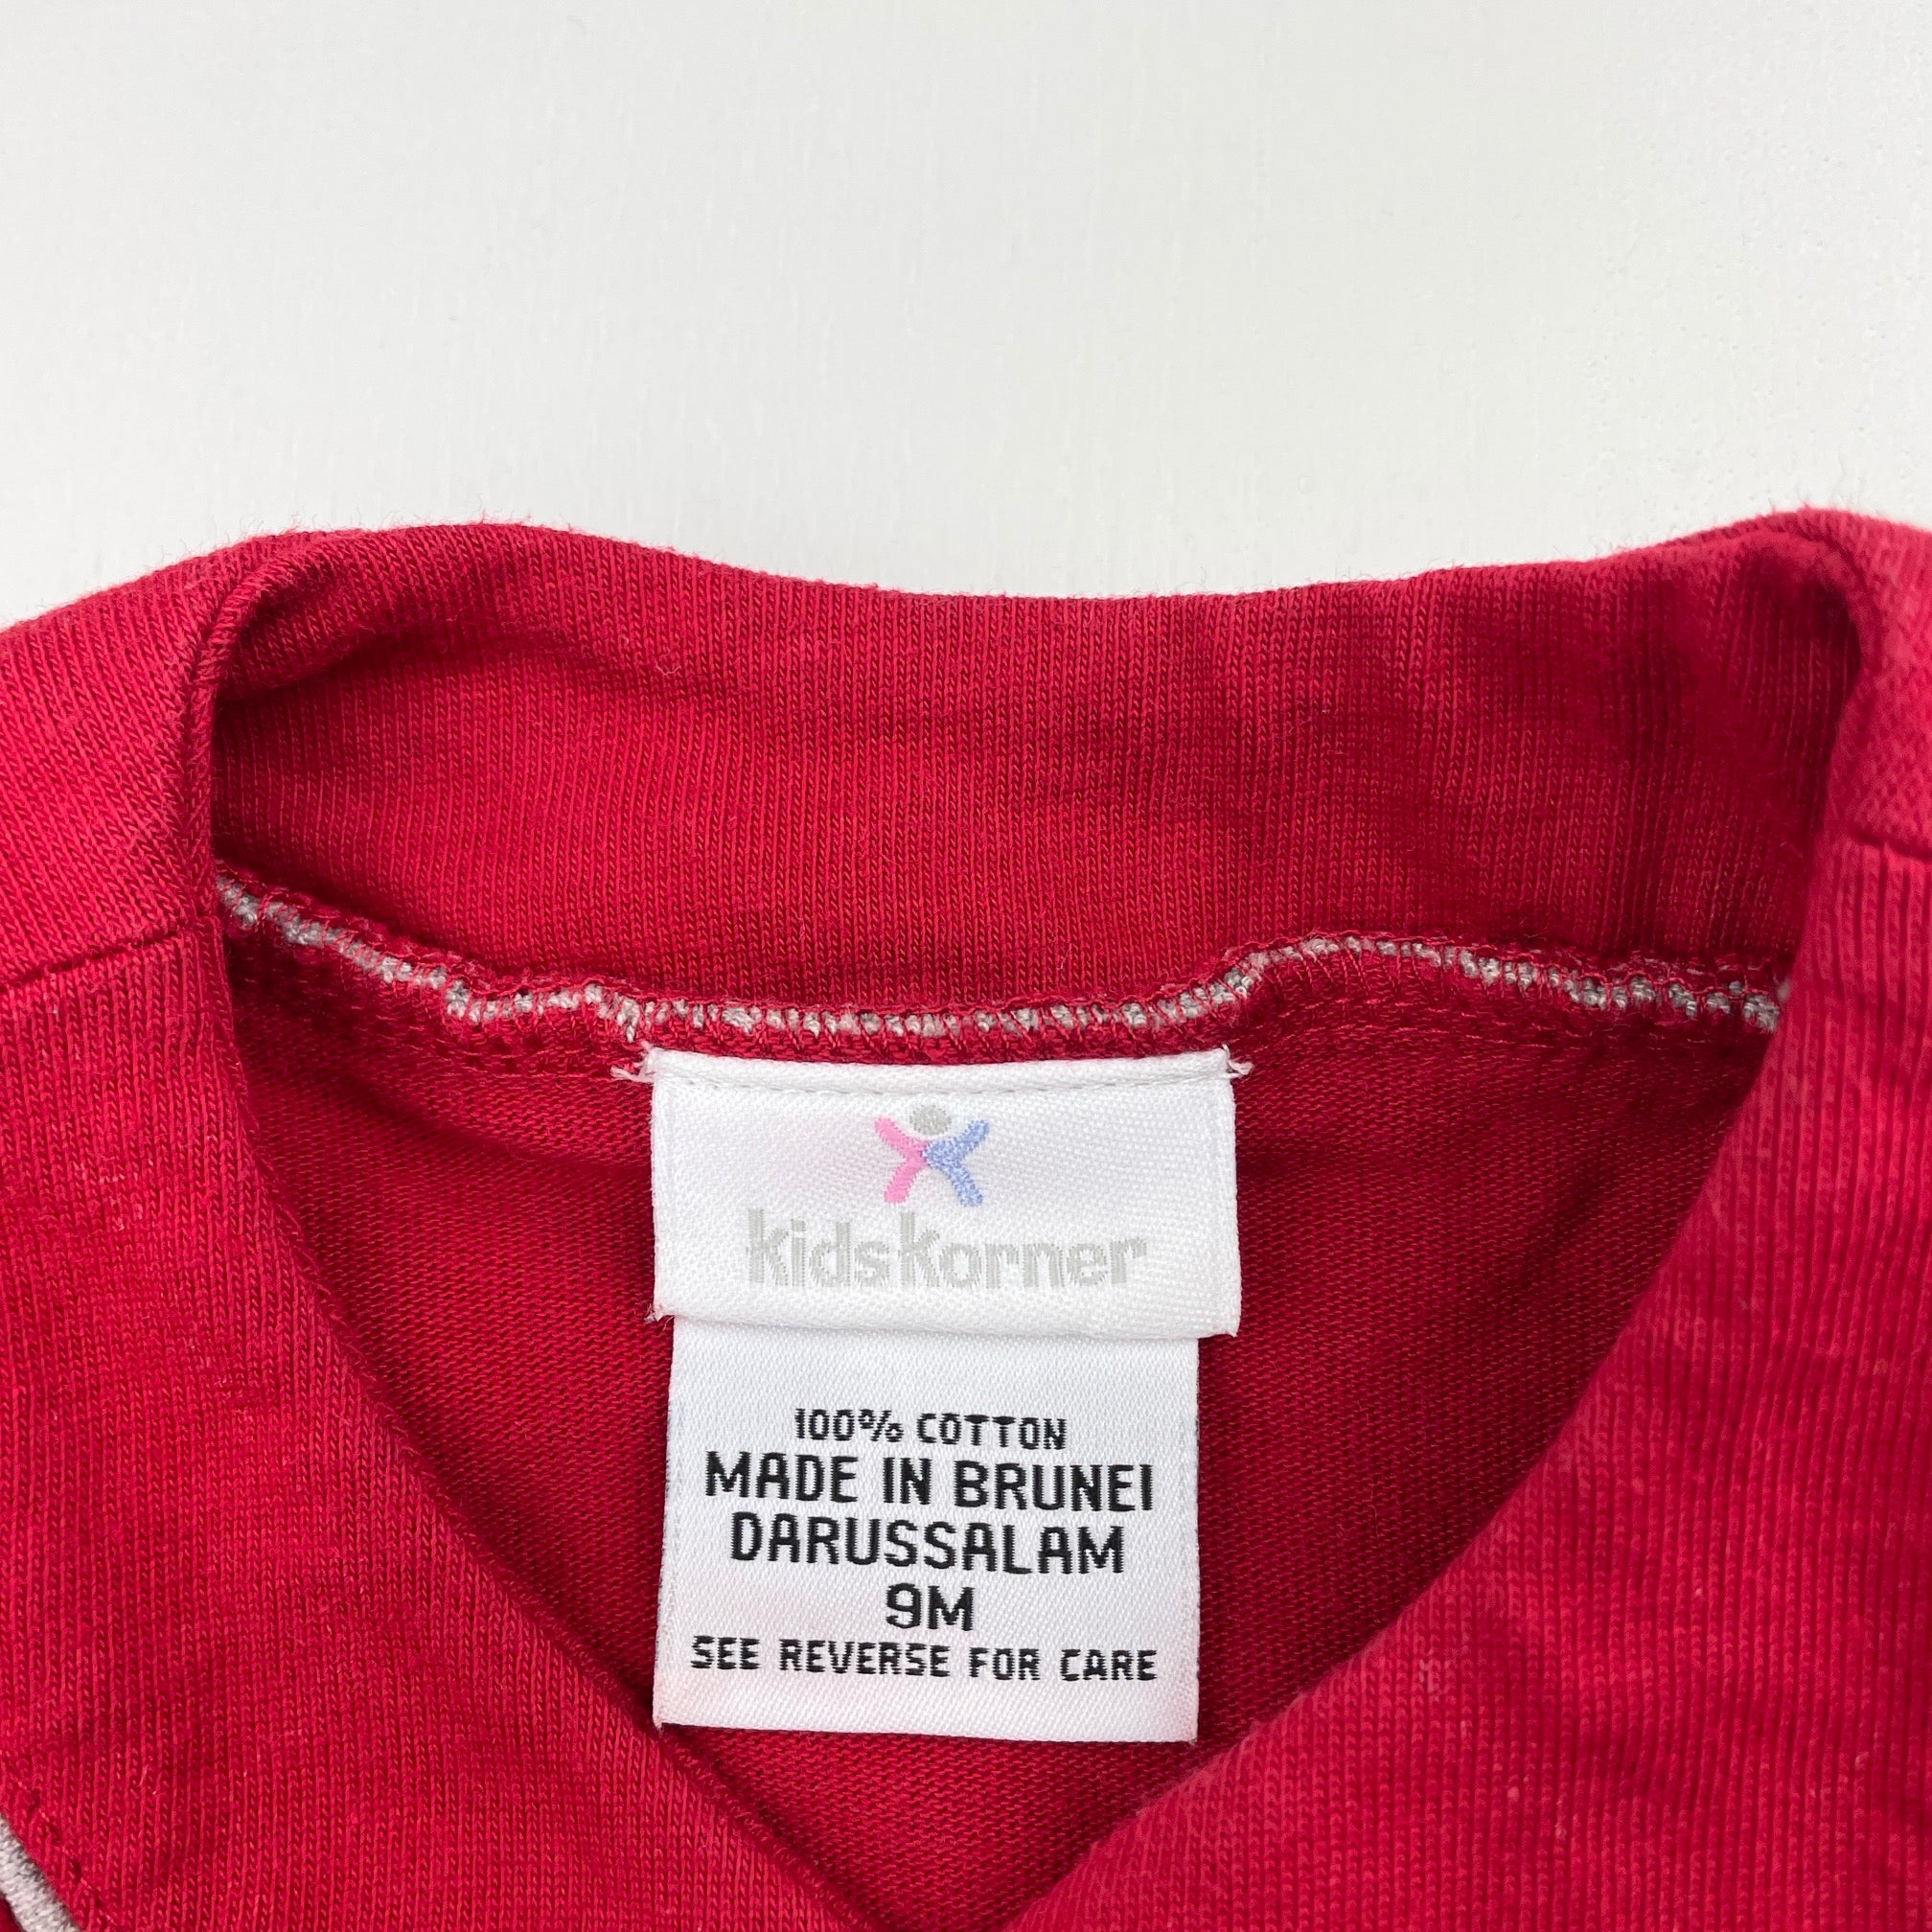 kidskorner
100% COTTON
MADE IN BRUNEI
DARUSSALAM
9M
SEE REVERSE FOR CARE